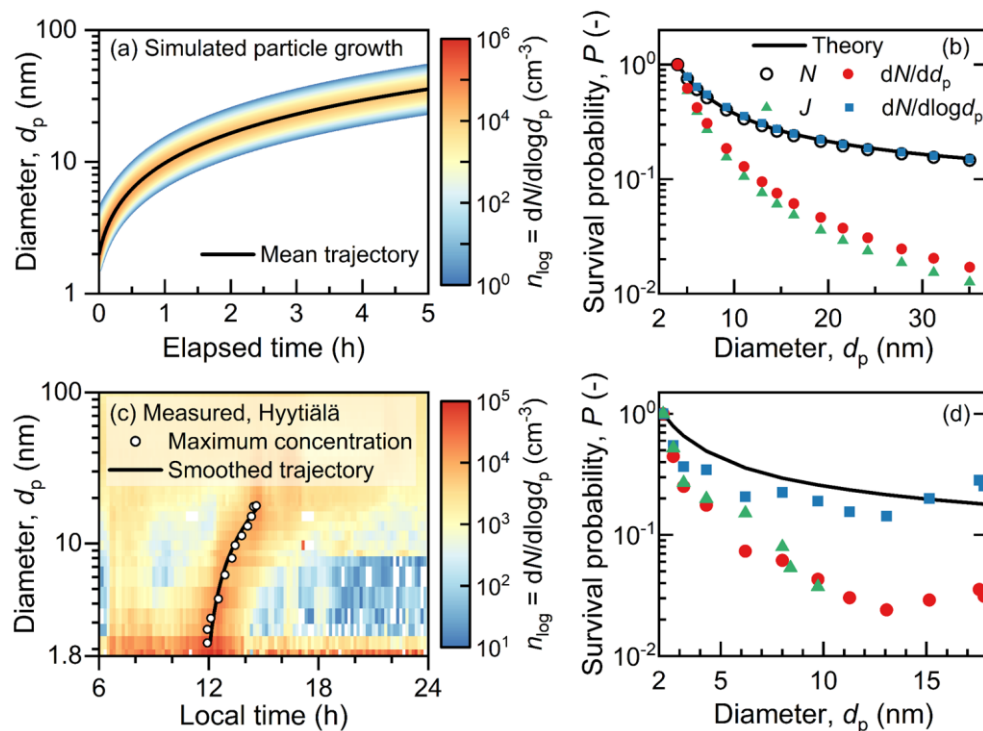 (a) Simulated particle growth
Mean trajectory
Diameter, dₚ (nm)
100
10
1
0 1 2 3 4 5
Elapsed time (h)
10⁶
10⁴
10²
10⁰
n_log = dN/dlogdₚ (cm⁻³)
(b)
Theory
N
dN/ddₚ
J
dN/dlogdₚ
Survival probability, P (-)
10⁰
10⁻¹
10⁻²
2 10 20 30
Diameter, dₚ (nm)
(c) Measured, Hyytiälä
Maximum concentration
Smoothed trajectory
Diameter, dₚ (nm)
100
10
1.8
6 12 18 24
Local time (h)
10⁵
10⁴
10³
10²
10¹
n_log = dN/dlogdₚ (cm⁻³)
(d)
Survival probability, P (-)
10⁰
10⁻¹
10⁻²
2 5 10 15
Diameter, dₚ (nm)